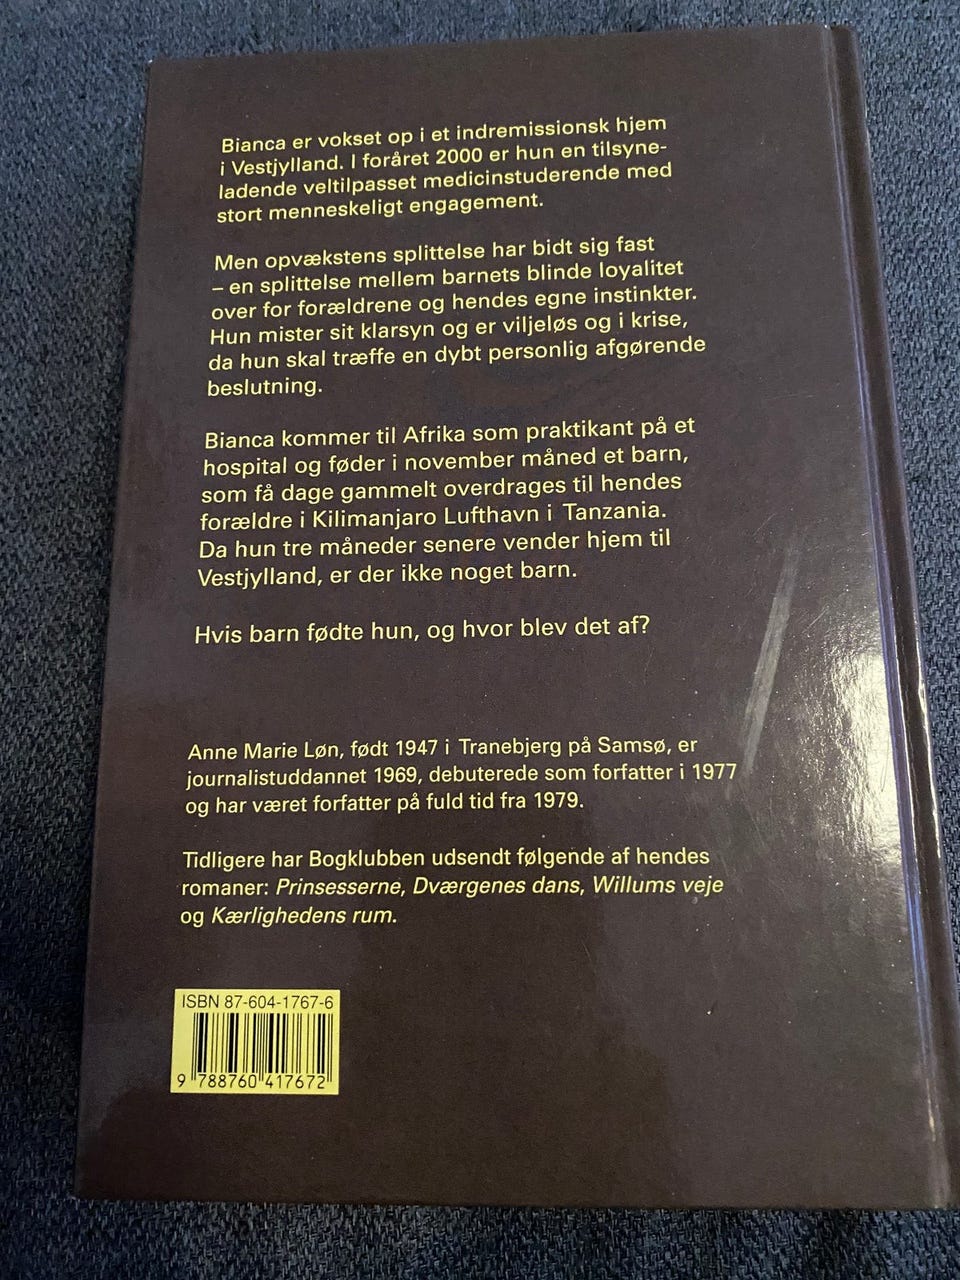 Bianca er vokset op i et indremissionsk hjem
i Vestjylland. I foråret 2000 er hun en tilsyne-
ladende veltilpasset medicinstuderende med
stort menneskeligt engagement.
Men opvækstens splittelse har bidt sig fast
– en splittelse mellem barnets blinde loyalitet
over for forældrene og hendes egne instinkter.
Hun mister sit klarsyn og er viljeløs og i krise,
da hun skal træffe en dybt personlig afgørende
beslutning.
Bianca kommer til Afrika som praktikant på et
hospital og føder i november måned et barn,
som få dage gammelt overdrages til hendes
forældre i Kilimanjaro Lufthavn i Tanzania.
Da hun tre måneder senere vender hjem til
Vestjylland, er der ikke noget barn.
Hvis barn fødte hun, og hvor blev det af?
Anne Marie Løn, født 1947 i Tranebjerg på Samsø, er
journalistuddannet 1969, debuterede som forfatter i 1977
og har været forfatter på fuld tid fra 1979.
Tidligere har Bogklubben udsendt følgende af hendes
romaner: Prinsesserne, Dværgenes dans, Willums veje
og Kærlighedens rum.
ISBN 87-604-1767-6
9 788760 417672